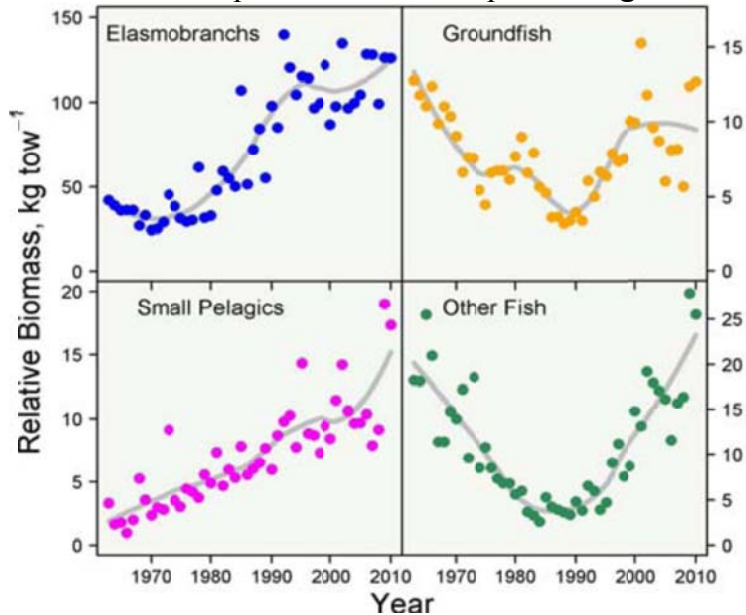 Elasmobranchs
Groundfish
150
100
50
0
15
10
5
0
Relative Biomass, kg tow⁻¹
Small Pelagics
Other Fish
20
15
10
5
0
25
20
15
10
5
0
1970 1980 1990 2000 2010 1970 1980 1990 2000 2010
Year